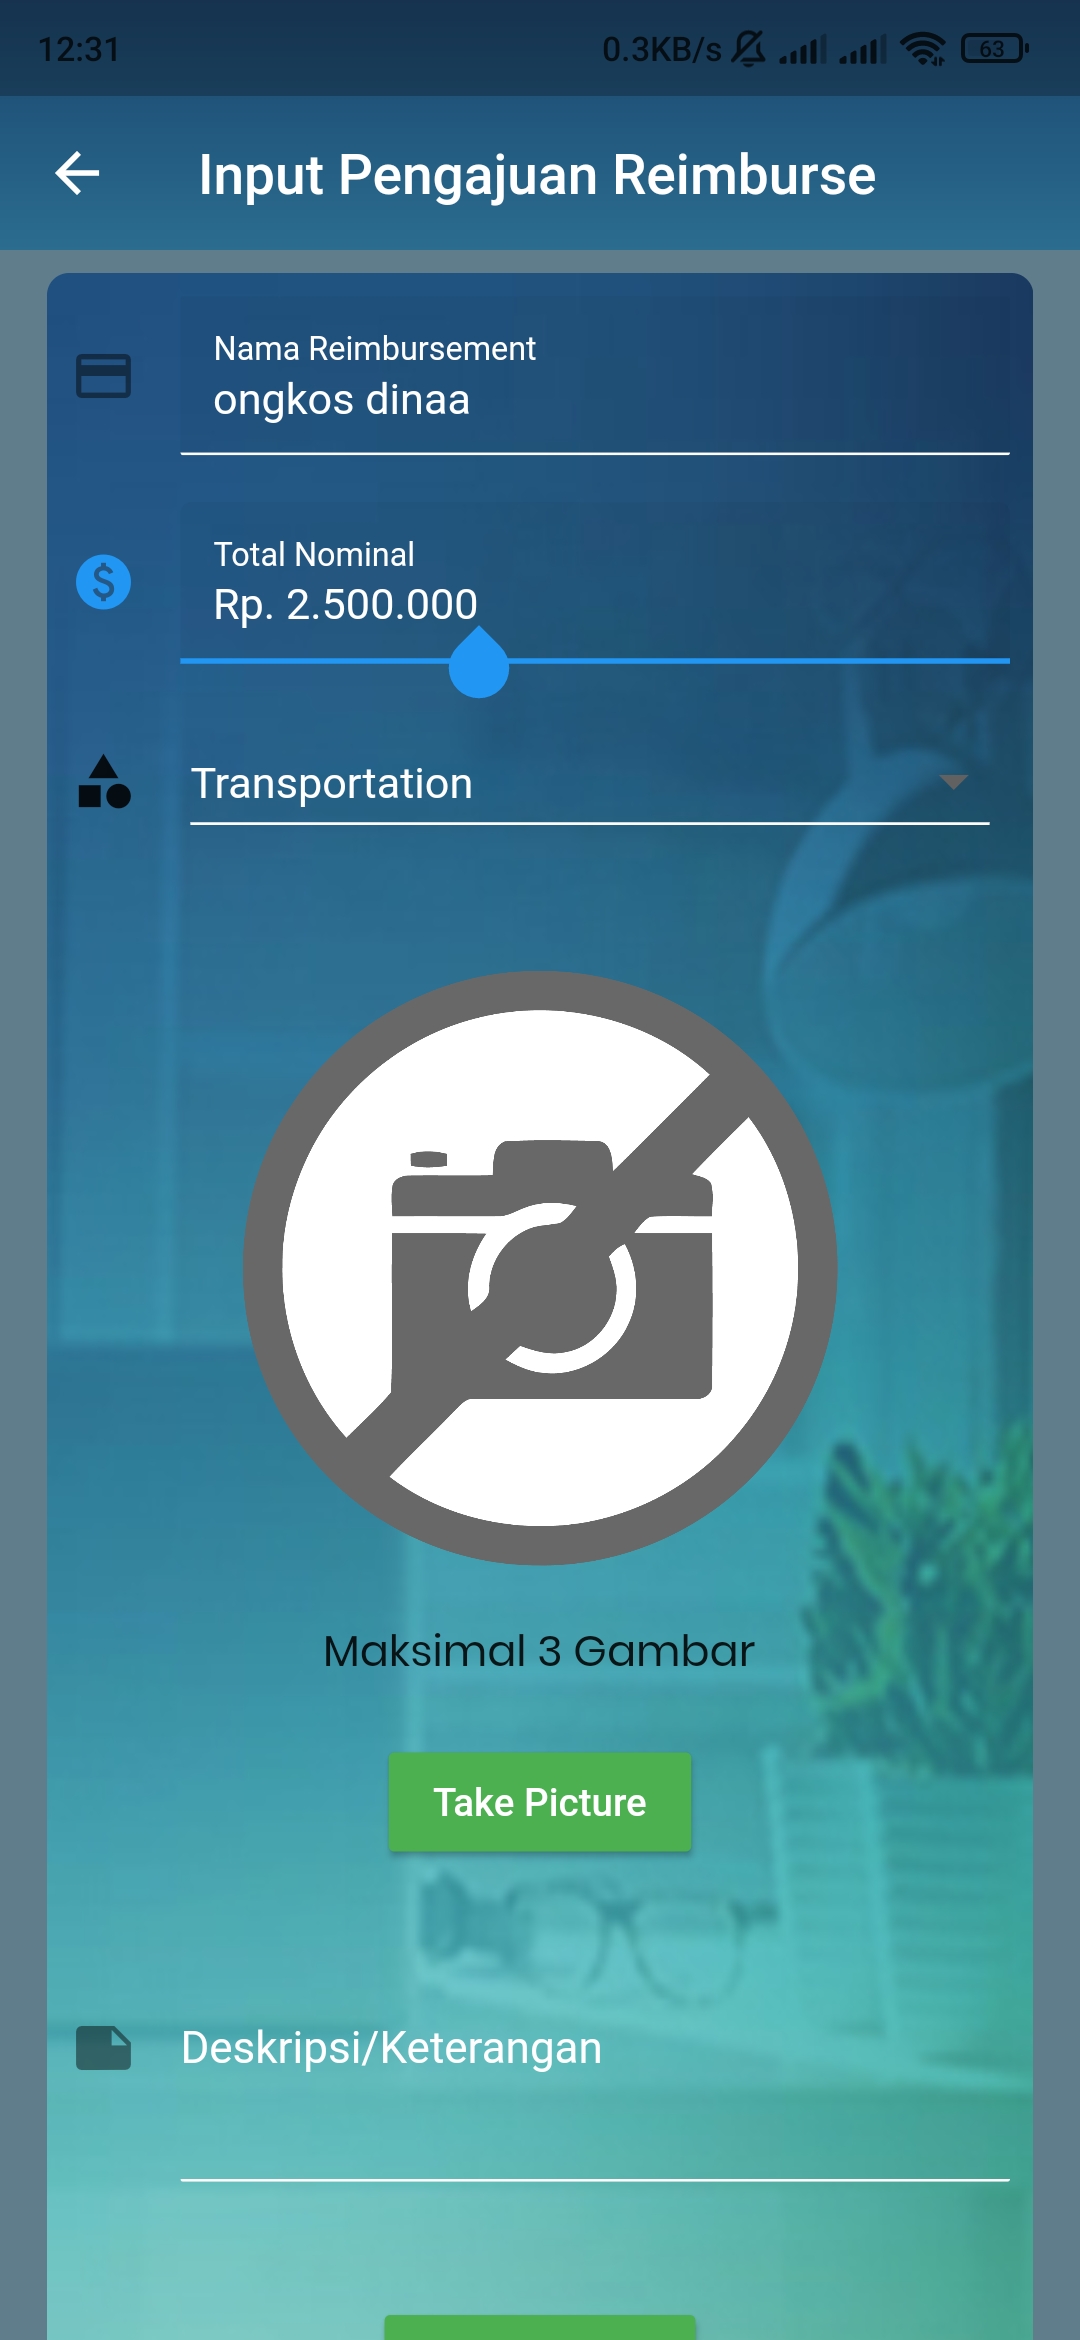 12:31
0.3KB/s
63
Input Pengajuan Reimburse
Nama Reimbursement
ongkos dinaa
Total Nominal
Rp. 2.500.000
Transportation
Maksimal 3 Gambar
Take Picture
Deskripsi/Keterangan